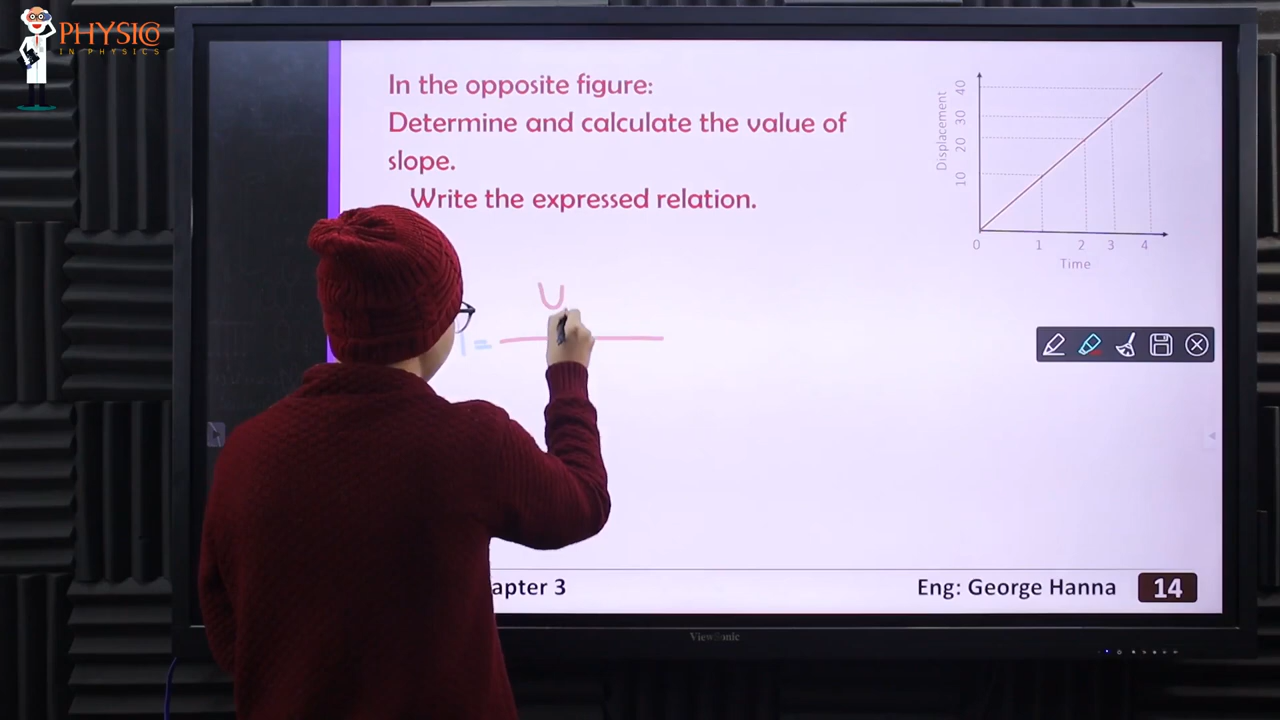 PHYSICO
IN PHYSICS
In the opposite figure:
Determine and calculate the value of
slope.
Write the expressed relation.
Displacement
40
30
20
10
0 1 2 3 4
Time
=
apter 3
Eng: George Hanna
14
ViewSonic